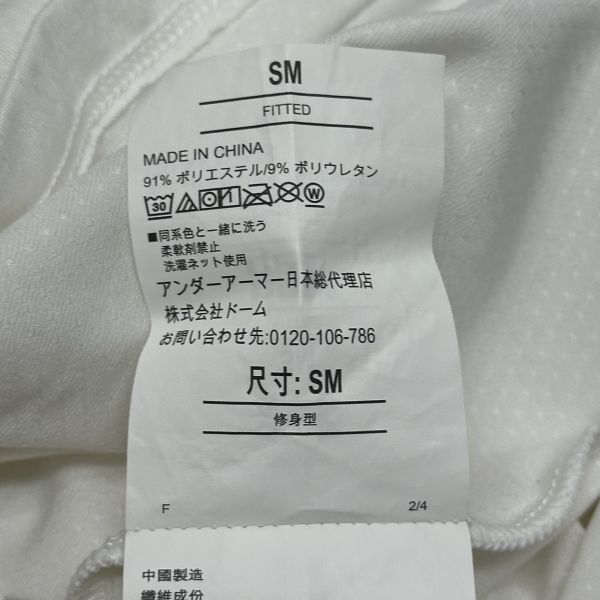 SM
FITTED
MADE IN CHINA
91% ポリエステル/9% ポリウレタン
30 1 W
■同系色と一緒に洗う
柔軟剤禁止
洗濯ネット使用
アンダーアーマー日本総代理店
株式会社ドーム
お問い合わせ先:0120-106-786
尺寸: SM
修身型
F 2/4
中國製造
纖維成份